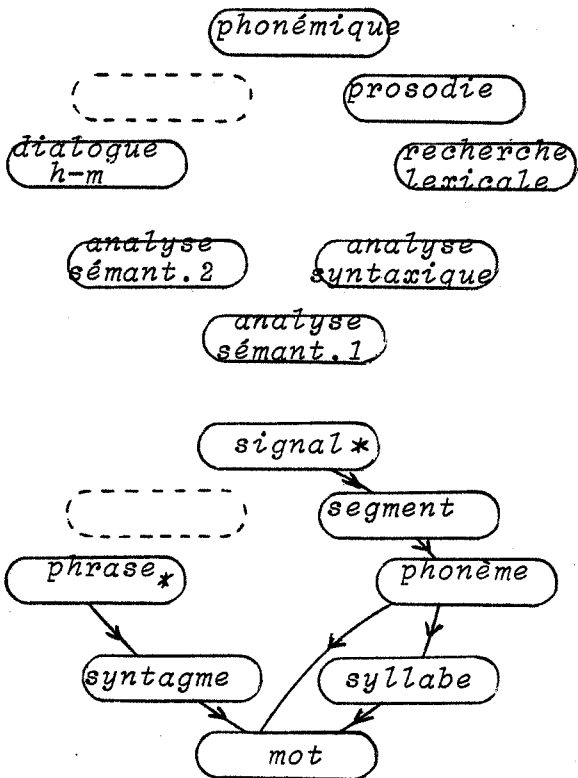 phonémique
prosodie
dialogue
h-m
recherche
lexicale
analyse
sémant.2
analyse
syntaxique
analyse
sémant.1
signal*
segment
phrase*
phonème
syntagme
syllabe
mot